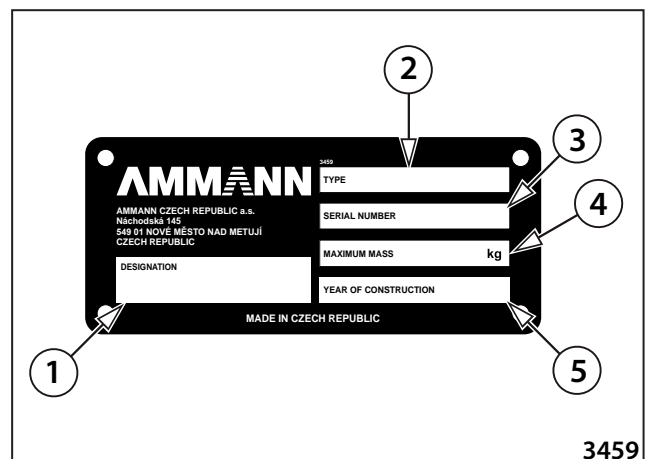 2
3
4
1
5
3459
AMMANN
TYPE
AMMANN CZECH REPUBLIC a.s.
Náchodská 145
549 01 NOVÉ MĚSTO NAD METUJÍ
CZECH REPUBLIC
SERIAL NUMBER
MAXIMUM MASS kg
DESIGNATION
YEAR OF CONSTRUCTION
MADE IN CZECH REPUBLIC
3459